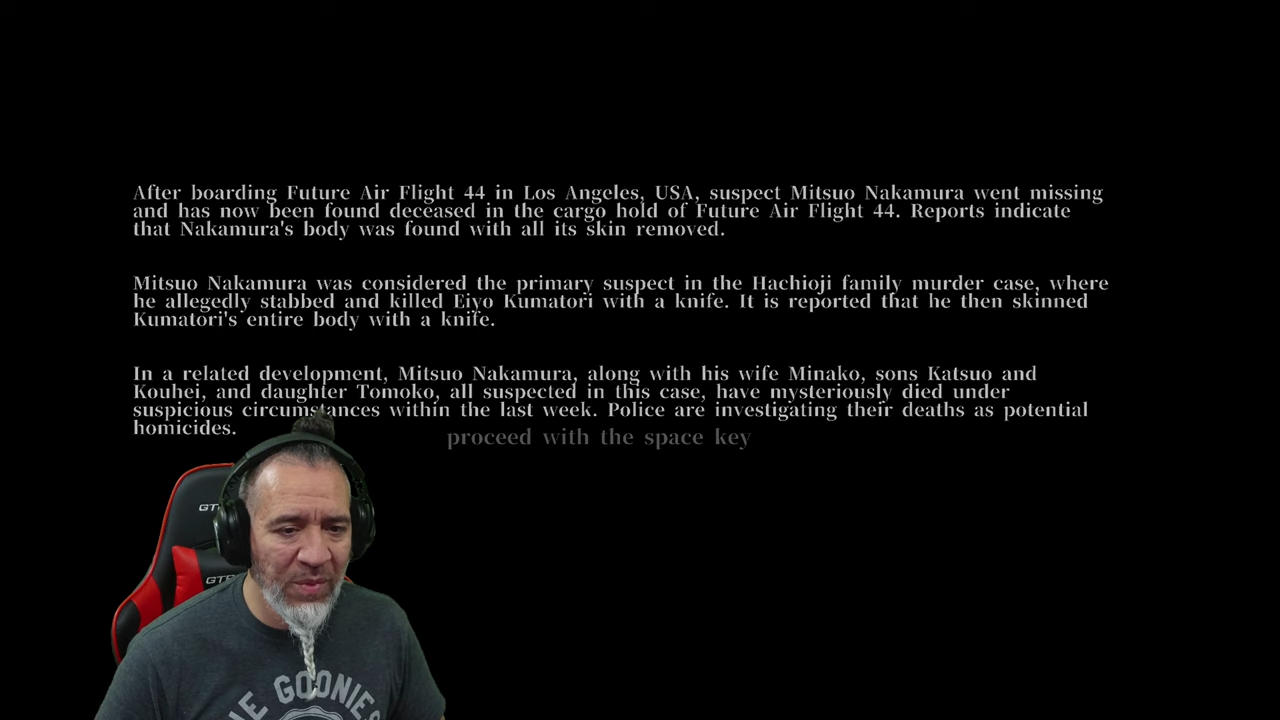 After boarding Future Air Flight 44 in Los Angeles, USA, suspect Mitsuo Nakamura went missing
and has now been found deceased in the cargo hold of Future Air Flight 44. Reports indicate
that Nakamura's body was found with all its skin removed.
Mitsuo Nakamura was considered the primary suspect in the Hachioji family murder case, where
he allegedly stabbed and killed Eiyo Kumatori with a knife. It is reported that he then skinned
Kumatori's entire body with a knife.
In a related development, Mitsuo Nakamura, along with his wife Minako, sons Katsuo and
Kouhei, and daughter Tomoko, all suspected in this case, have mysteriously died under
suspicious circumstances within the last week. Police are investigating their deaths as potential
homicides.
proceed with the space key
GT
GT
THE GOONIES